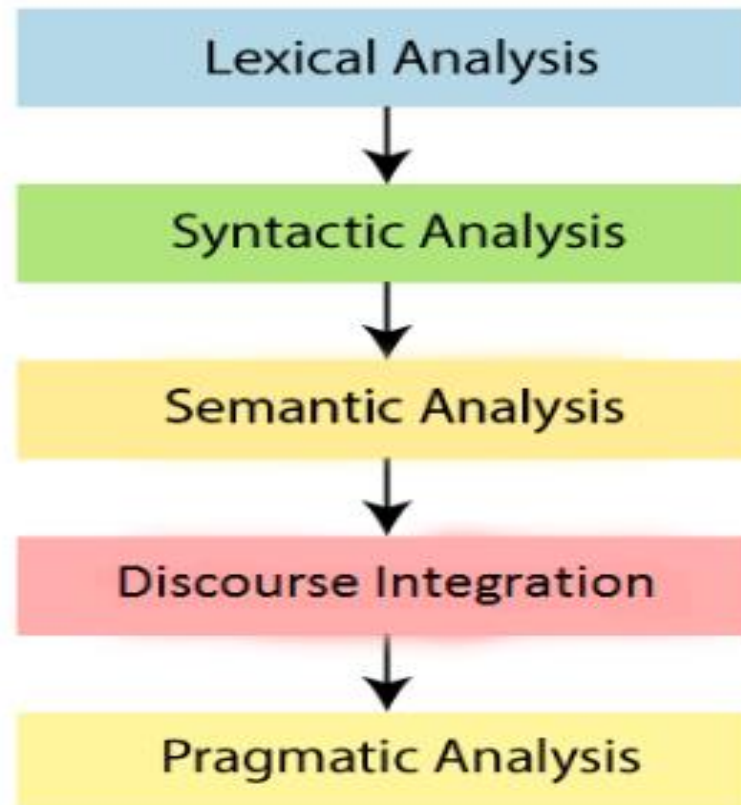 Lexical Analysis
Syntactic Analysis
Semantic Analysis
Discourse Integration
Pragmatic Analysis